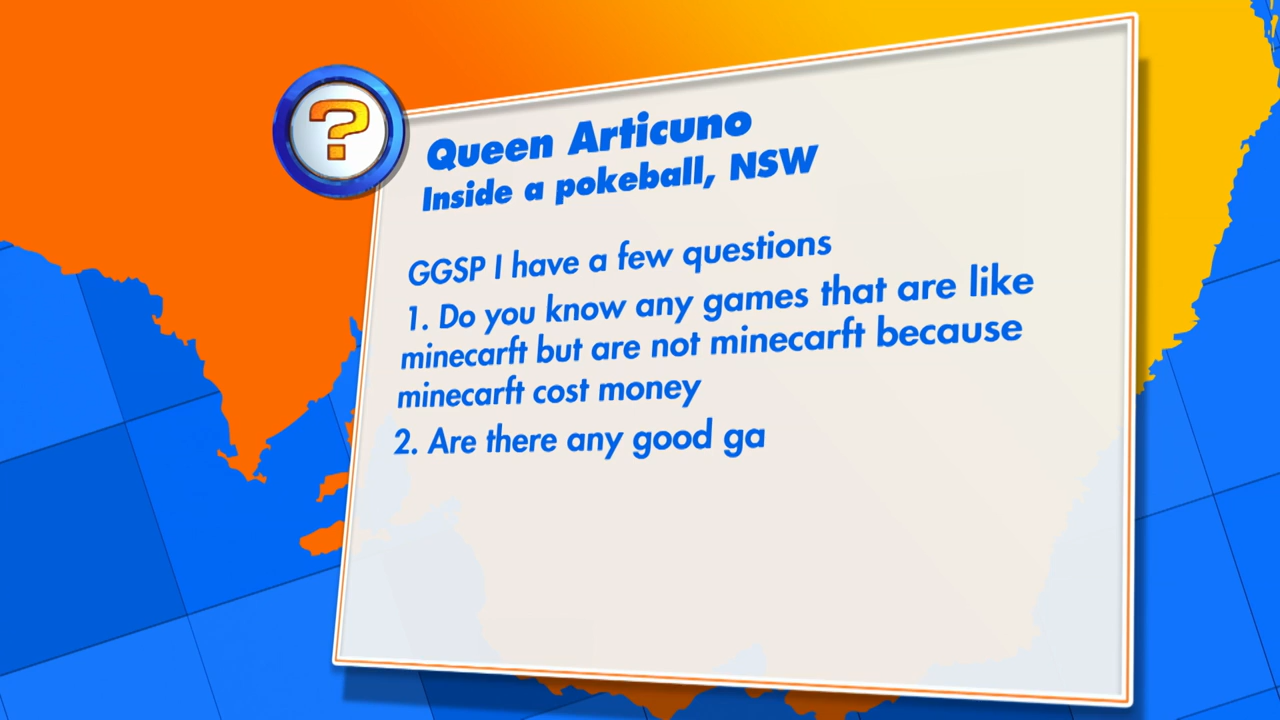 ?
Queen Articuno
Inside a pokeball, NSW
GGSP I have a few questions
1. Do you know any games that are like
minecarft but are not minecarft because
minecarft cost money
2. Are there any good ga